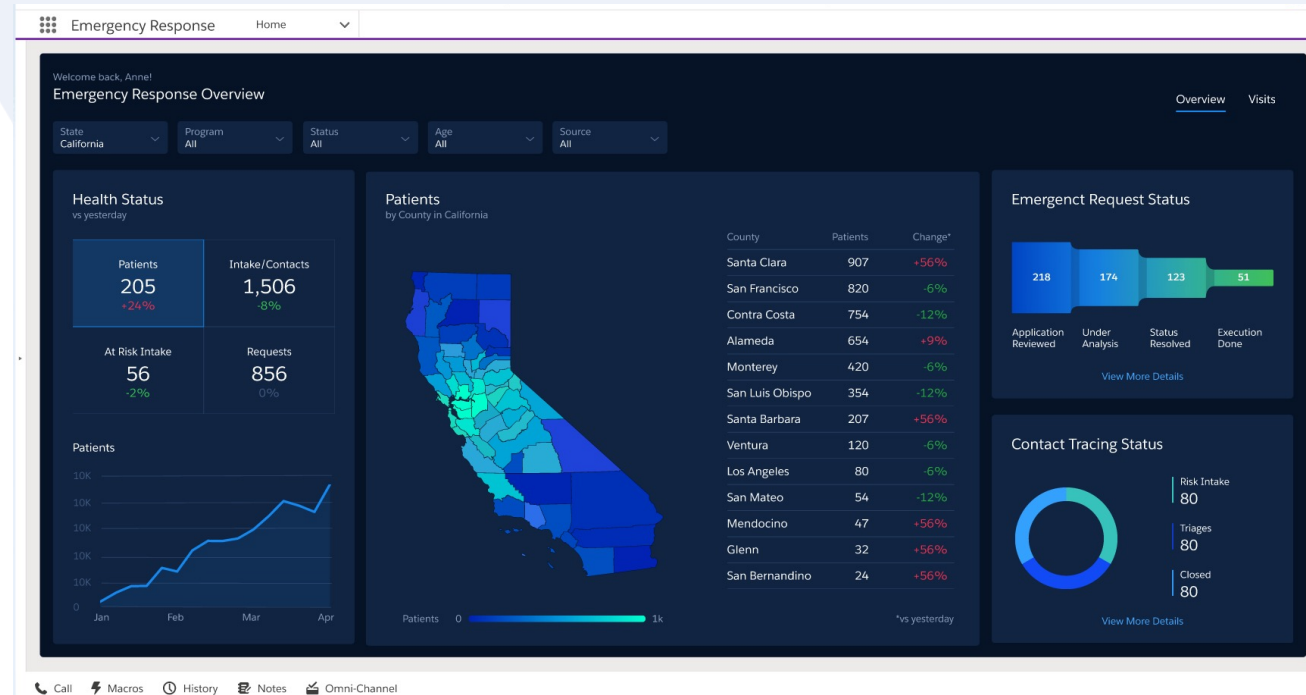 Emergency Response Home
Welcome back, Anne!
Emergency Response Overview
Overview Visits
State
California
Program
All
Status
All
Age
All
Source
All
Health Status
vs yesterday
Patients
205
+24%
Intake/Contacts
1,506
-8%
At Risk Intake
56
-2%
Requests
856
0%
Patients
10K
10K
10K
10K
10K
0
Jan Feb Mar Apr
Patients
by County in California
County Patients Change*
Santa Clara 907 +56%
San Francisco 820 -6%
Contra Costa 754 -12%
Alameda 654 +9%
Monterey 420 -6%
San Luis Obispo 354 -12%
Santa Barbara 207 +56%
Ventura 120 -6%
Los Angeles 80 -6%
San Mateo 54 -12%
Mendocino 47 +56%
Glenn 32 +56%
San Bernandino 24 +56%
Patients 0 1k
*vs yesterday
Emergenct Request Status
218 174 123 51
Application Reviewed
Under Analysis
Status Resolved
Execution Done
View More Details
Contact Tracing Status
Risk Intake
80
Triages
80
Closed
80
View More Details
Call Macros History Notes Omni-Channel